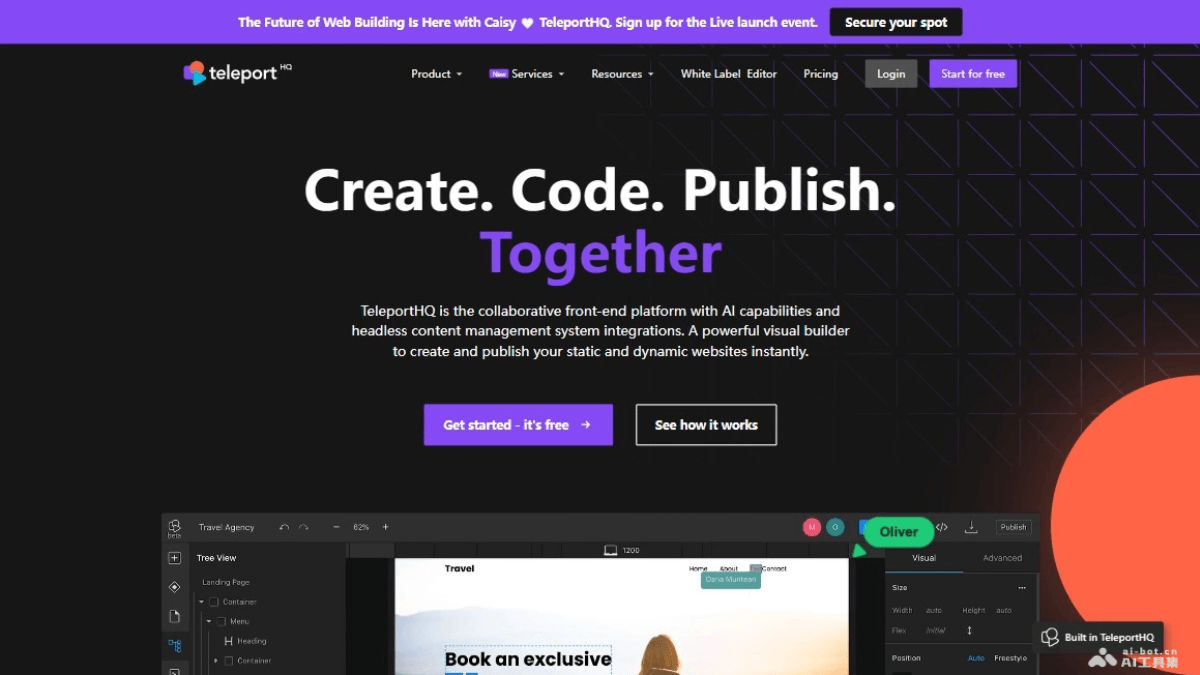 The Future of Web Building Is Here with Caisy TeleportHQ. Sign up for the Live launch event.
Secure your spot
teleport HQ
Product
New Services
Resources
White Label Editor
Pricing
Login
Start for free
Create. Code. Publish.
Together
TeleportHQ is the collaborative front-end platform with AI capabilities and
headless content management system integrations. A powerful visual builder
to create and publish your static and dynamic websites instantly.
Get started - it's free →
See how it works
beta
Travel Agency
− 62% +
M
O
Oliver
</>
Publish
Tree View
1200
Visual
Advanced
Landing Page
Travel
Home
About
Contact
Oana Muntean
Size
Container
Width auto
Height auto
Menu
Flex Initial
Heading
Built in TeleportHQ
Container
Book an exclusive
Position
Auto
Freestyle
ai-bot.cn
AI工具集